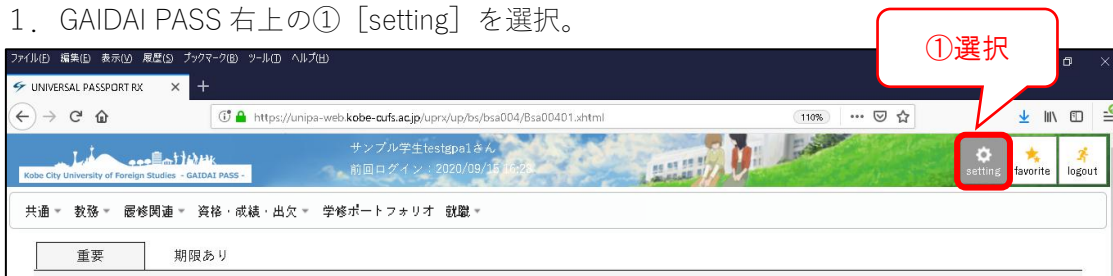 1．GAIDAI PASS 右上の①［setting］を選択。
①選択
ファイル(F) 編集(E) 表示(V) 履歴(S) ブックマーク(B) ツール(T) ヘルプ(H)
UNIVERSAL PASSPORT RX
https://unipa-web.kobe-cufs.ac.jp/uprx/up/bs/bsa004/Bsa00401.xhtml
110%
サンプル学生testgpa1さん
Kobe City University of Foreign Studies - GAIDAI PASS -
前回ログイン：2020/09/15 16:28
setting favorite logout
共通 教務 履修関連 資格・成績・出欠 学修ポートフォリオ 就職
重要 期限あり